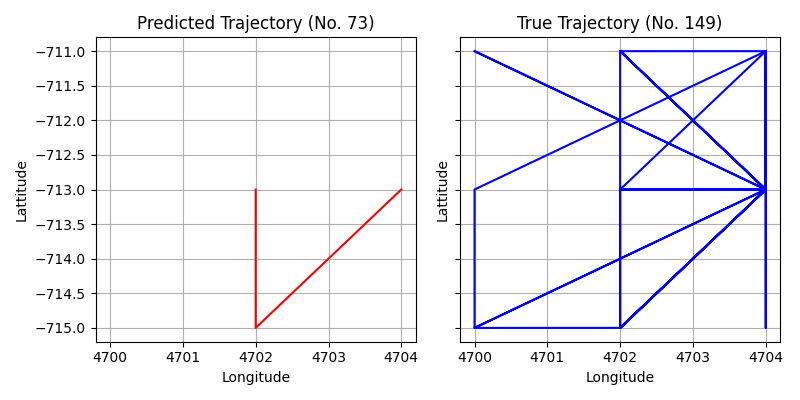 Predicted Trajectory (No. 73)
True Trajectory (No. 149)
−711.0
−711.5
−712.0
−712.5
−713.0
−713.5
−714.0
−714.5
−715.0
Lattitude
Lattitude
4700 4701 4702 4703 4704
4700 4701 4702 4703 4704
Longitude
Longitude